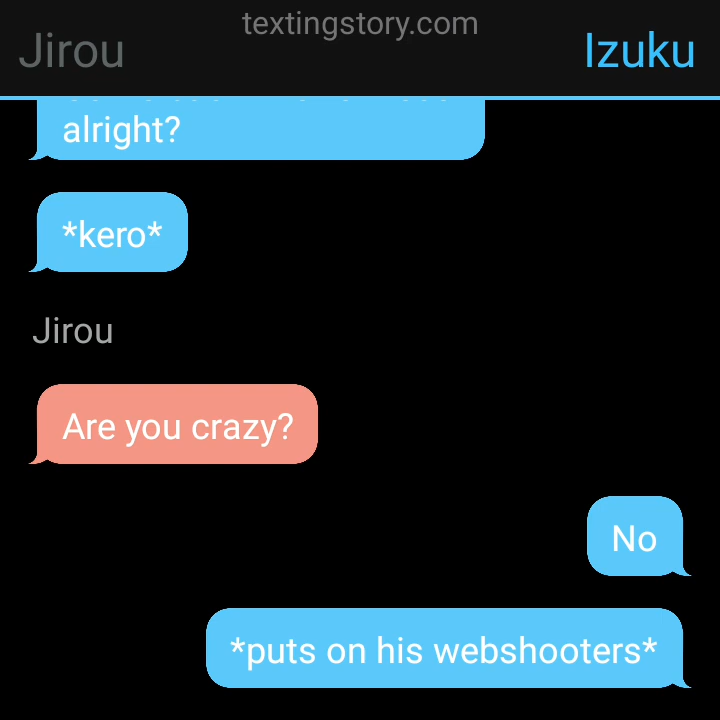 textingstory.com
Jirou
Izuku
alright?
*kero*
Jirou
Are you crazy?
No
*puts on his webshooters*